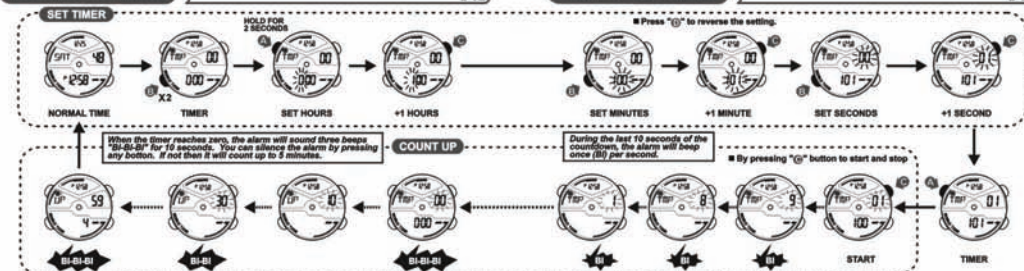 SET TIMER
HOLD FOR
2 SECONDS
■ Press "D" to reverse the setting.
A
C
C
C
B
X2
B
B
NORMAL TIME
TIMER
SET HOURS
+1 HOURS
SET MINUTES
+1 MINUTE
SET SECONDS
+1 SECOND
When the timer reaches zero, the alarm will sound three beeps
"BI-BI-BI" for 10 seconds. You can silence the alarm by pressing
any botton. If not then it will count up to 5 minutes.
COUNT UP
During the last 10 seconds of the
countdown, the alarm will beep
once (BI) per second.
■ By pressing "C" button to start and stop
C
A
BI-BI-BI
BI-BI
BI-BI-BI
BI
BI
BI
START
TIMER